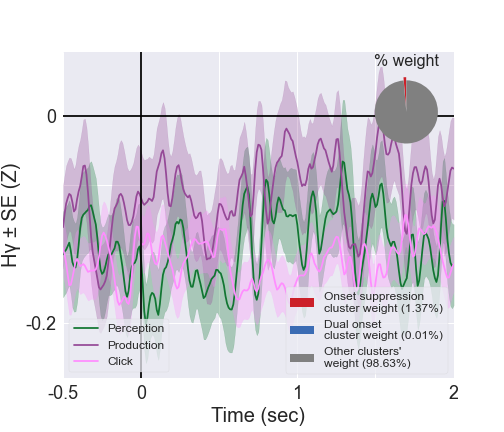 % weight
Hγ ± SE (Z)
0
-0.2
Perception
Production
Click
Onset suppression
cluster weight (1.37%)
Dual onset
cluster weight (0.01%)
Other clusters'
weight (98.63%)
-0.5
0
1
2
Time (sec)